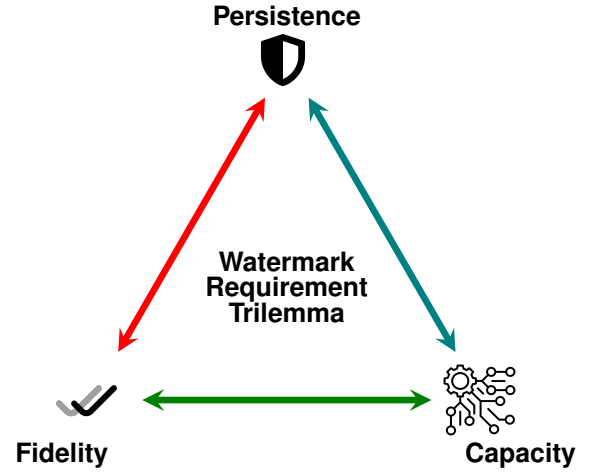 Persistence
Watermark
Requirement
Trilemma
Fidelity
Capacity